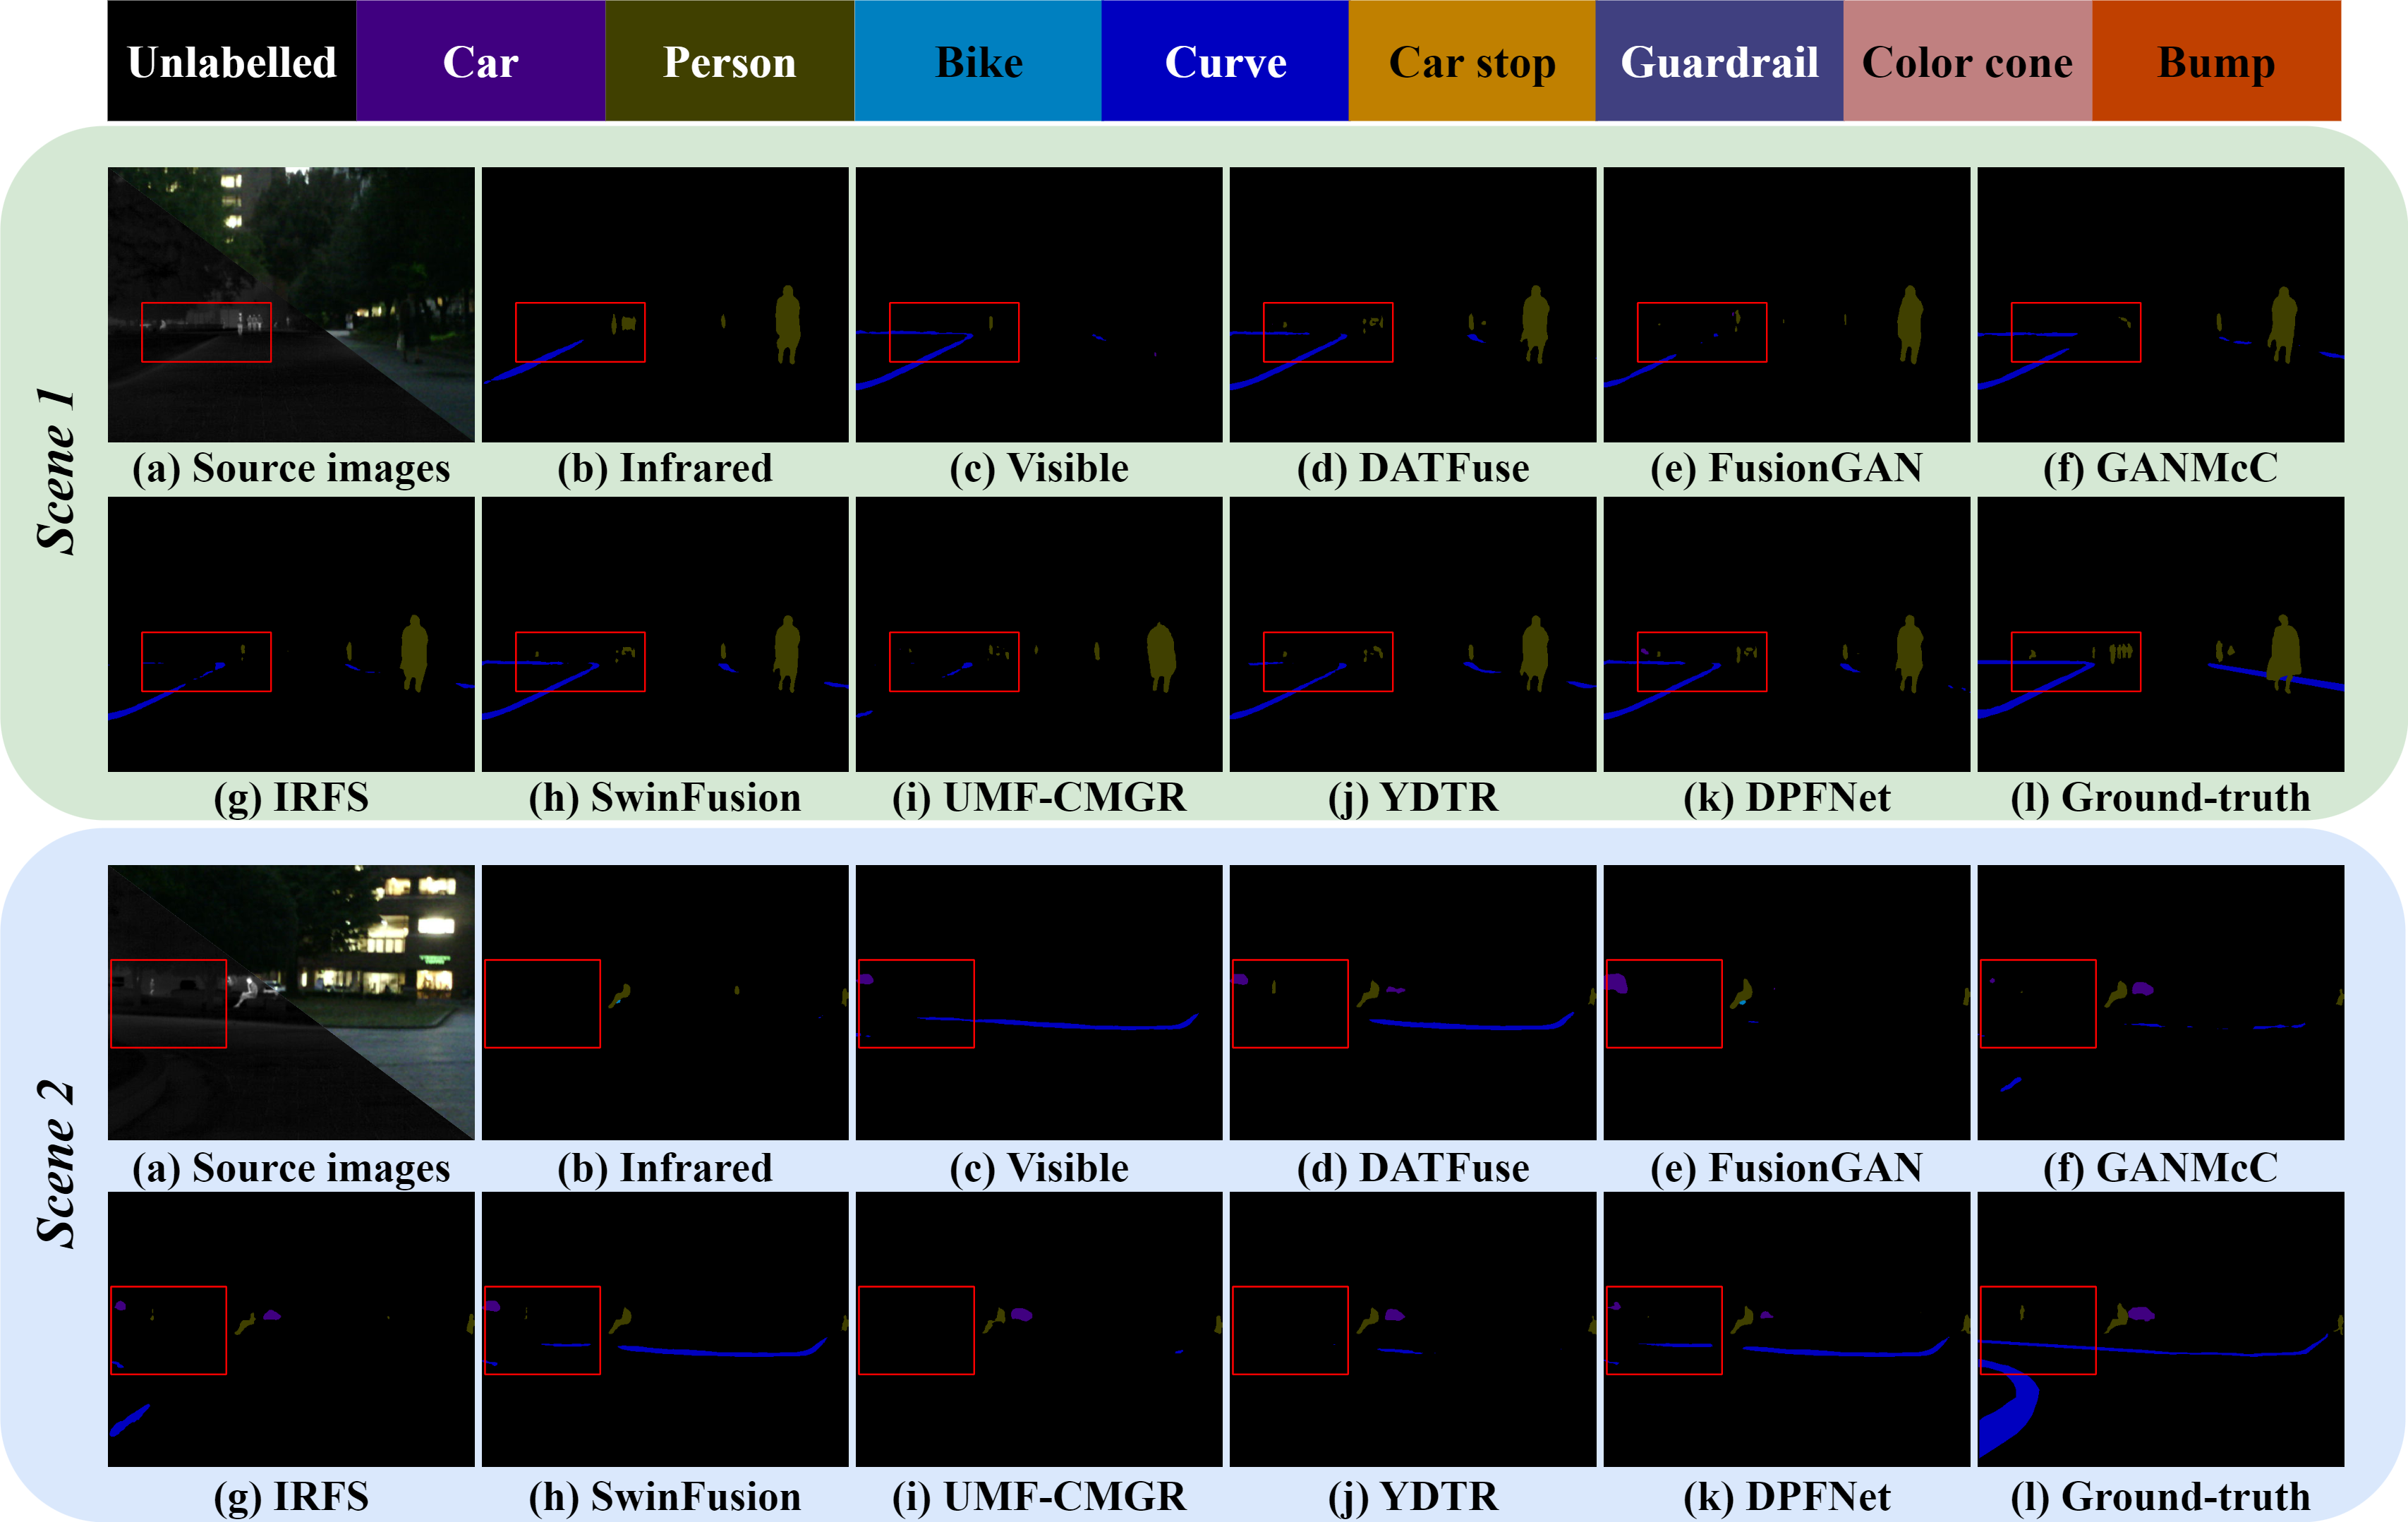 Unlabelled Car Person Bike Curve Car stop Guardrail Color cone Bump
Scene 1
(a) Source images (b) Infrared (c) Visible (d) DATFuse (e) FusionGAN (f) GANMcC
(g) IRFS (h) SwinFusion (i) UMF-CMGR (j) YDTR (k) DPFNet (l) Ground-truth
Scene 2
(a) Source images (b) Infrared (c) Visible (d) DATFuse (e) FusionGAN (f) GANMcC
(g) IRFS (h) SwinFusion (i) UMF-CMGR (j) YDTR (k) DPFNet (l) Ground-truth